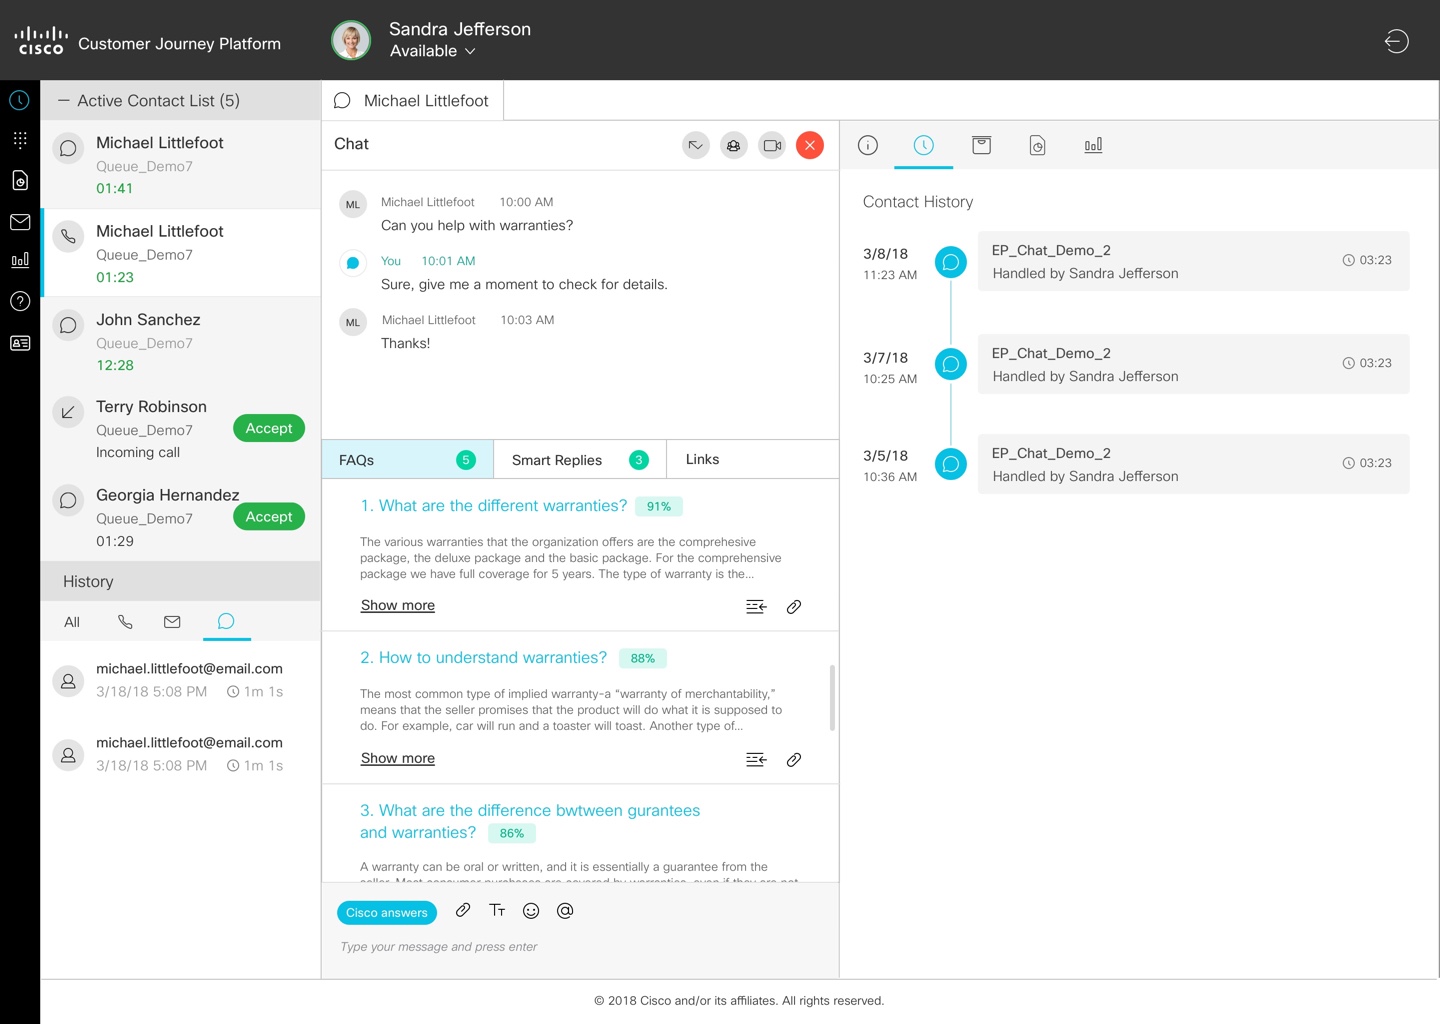 cisco Customer Journey Platform
Sandra Jefferson
Available
Active Contact List (5)
Michael Littlefoot
Queue_Demo7
01:41
Michael Littlefoot
Queue_Demo7
01:23
John Sanchez
Queue_Demo7
12:28
Terry Robinson
Queue_Demo7
Incoming call
Accept
Georgia Hernandez
Queue_Demo7
01:29
Accept
History
All
michael.littlefoot@email.com
3/18/18 5:08 PM 1m 1s
michael.littlefoot@email.com
3/18/18 5:08 PM 1m 1s
Michael Littlefoot
Chat
ML
Michael Littlefoot 10:00 AM
Can you help with warranties?
You 10:01 AM
Sure, give me a moment to check for details.
ML
Michael Littlefoot 10:03 AM
Thanks!
FAQs 5
Smart Replies 3
Links
1. What are the different warranties? 91%
The various warranties that the organization offers are the comprehesive
package, the deluxe package and the basic package. For the comprehensive
package we have full coverage for 5 years. The type of warranty is the...
Show more
2. How to understand warranties? 88%
The most common type of implied warranty-a “warranty of merchantability,”
means that the seller promises that the product will do what it is supposed to
do. For example, car will run and a toaster will toast. Another type of...
Show more
3. What are the difference bwtween gurantees
and warranties? 86%
A warranty can be oral or written, and it is essentially a guarantee from the
seller. Most consumer purchases are covered by warranties, even if they are not
Cisco answers
Type your message and press enter
Contact History
3/8/18
11:23 AM
EP_Chat_Demo_2
Handled by Sandra Jefferson
03:23
3/7/18
10:25 AM
EP_Chat_Demo_2
Handled by Sandra Jefferson
03:23
3/5/18
10:36 AM
EP_Chat_Demo_2
Handled by Sandra Jefferson
03:23
© 2018 Cisco and/or its affiliates. All rights reserved.